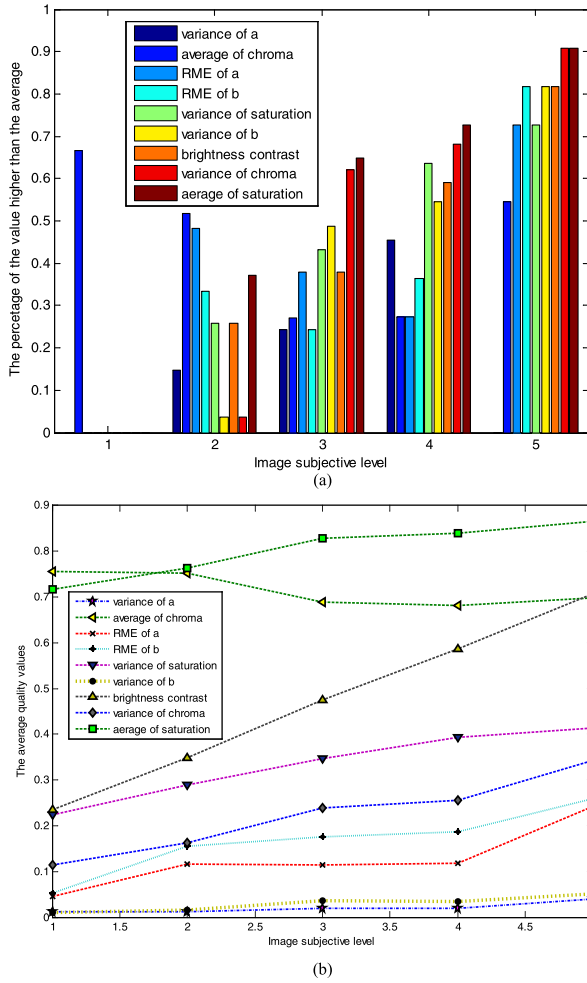 1
0.9
0.8
0.7
0.6
0.5
0.4
0.3
0.2
0.1
0
The percetage of the value higher than the average
variance of a
average of chroma
RME of a
RME of b
variance of saturation
variance of b
brightness contrast
variance of chroma
aerage of saturation
1 2 3 4 5
Image subjective level
(a)
0.9
0.8
0.7
0.6
0.5
0.4
0.3
0.2
0.1
0
The average quality values
variance of a
average of chroma
RME of a
RME of b
variance of saturation
variance of b
brightness contrast
variance of chroma
aerage of saturation
1 1.5 2 2.5 3 3.5 4 4.5
Image subjective level
(b)